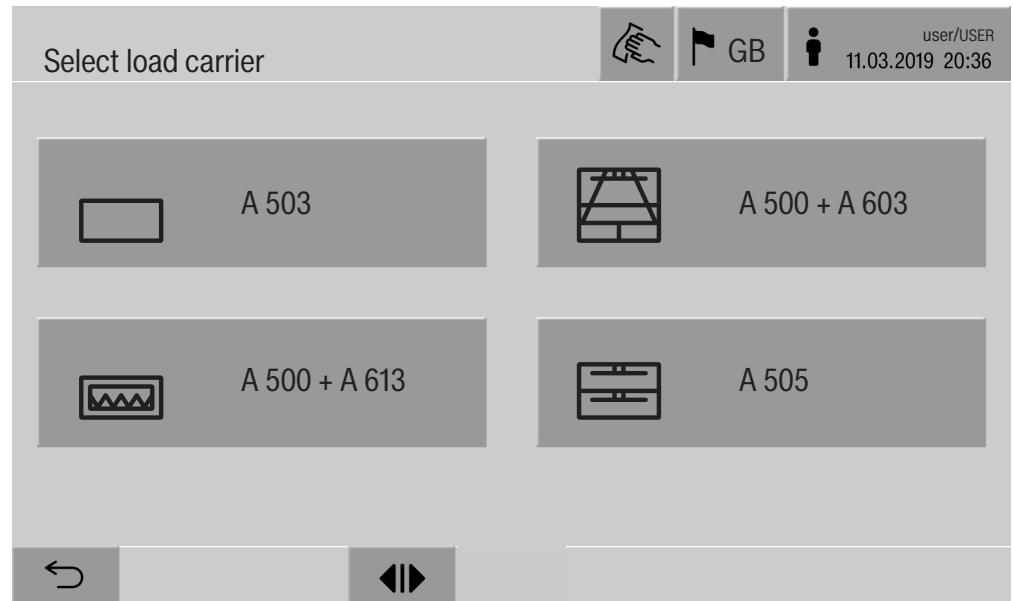 Select load carrier
GB
user/USER
11.03.2019 20:36
A 503
A 500 + A 603
A 500 + A 613
A 505